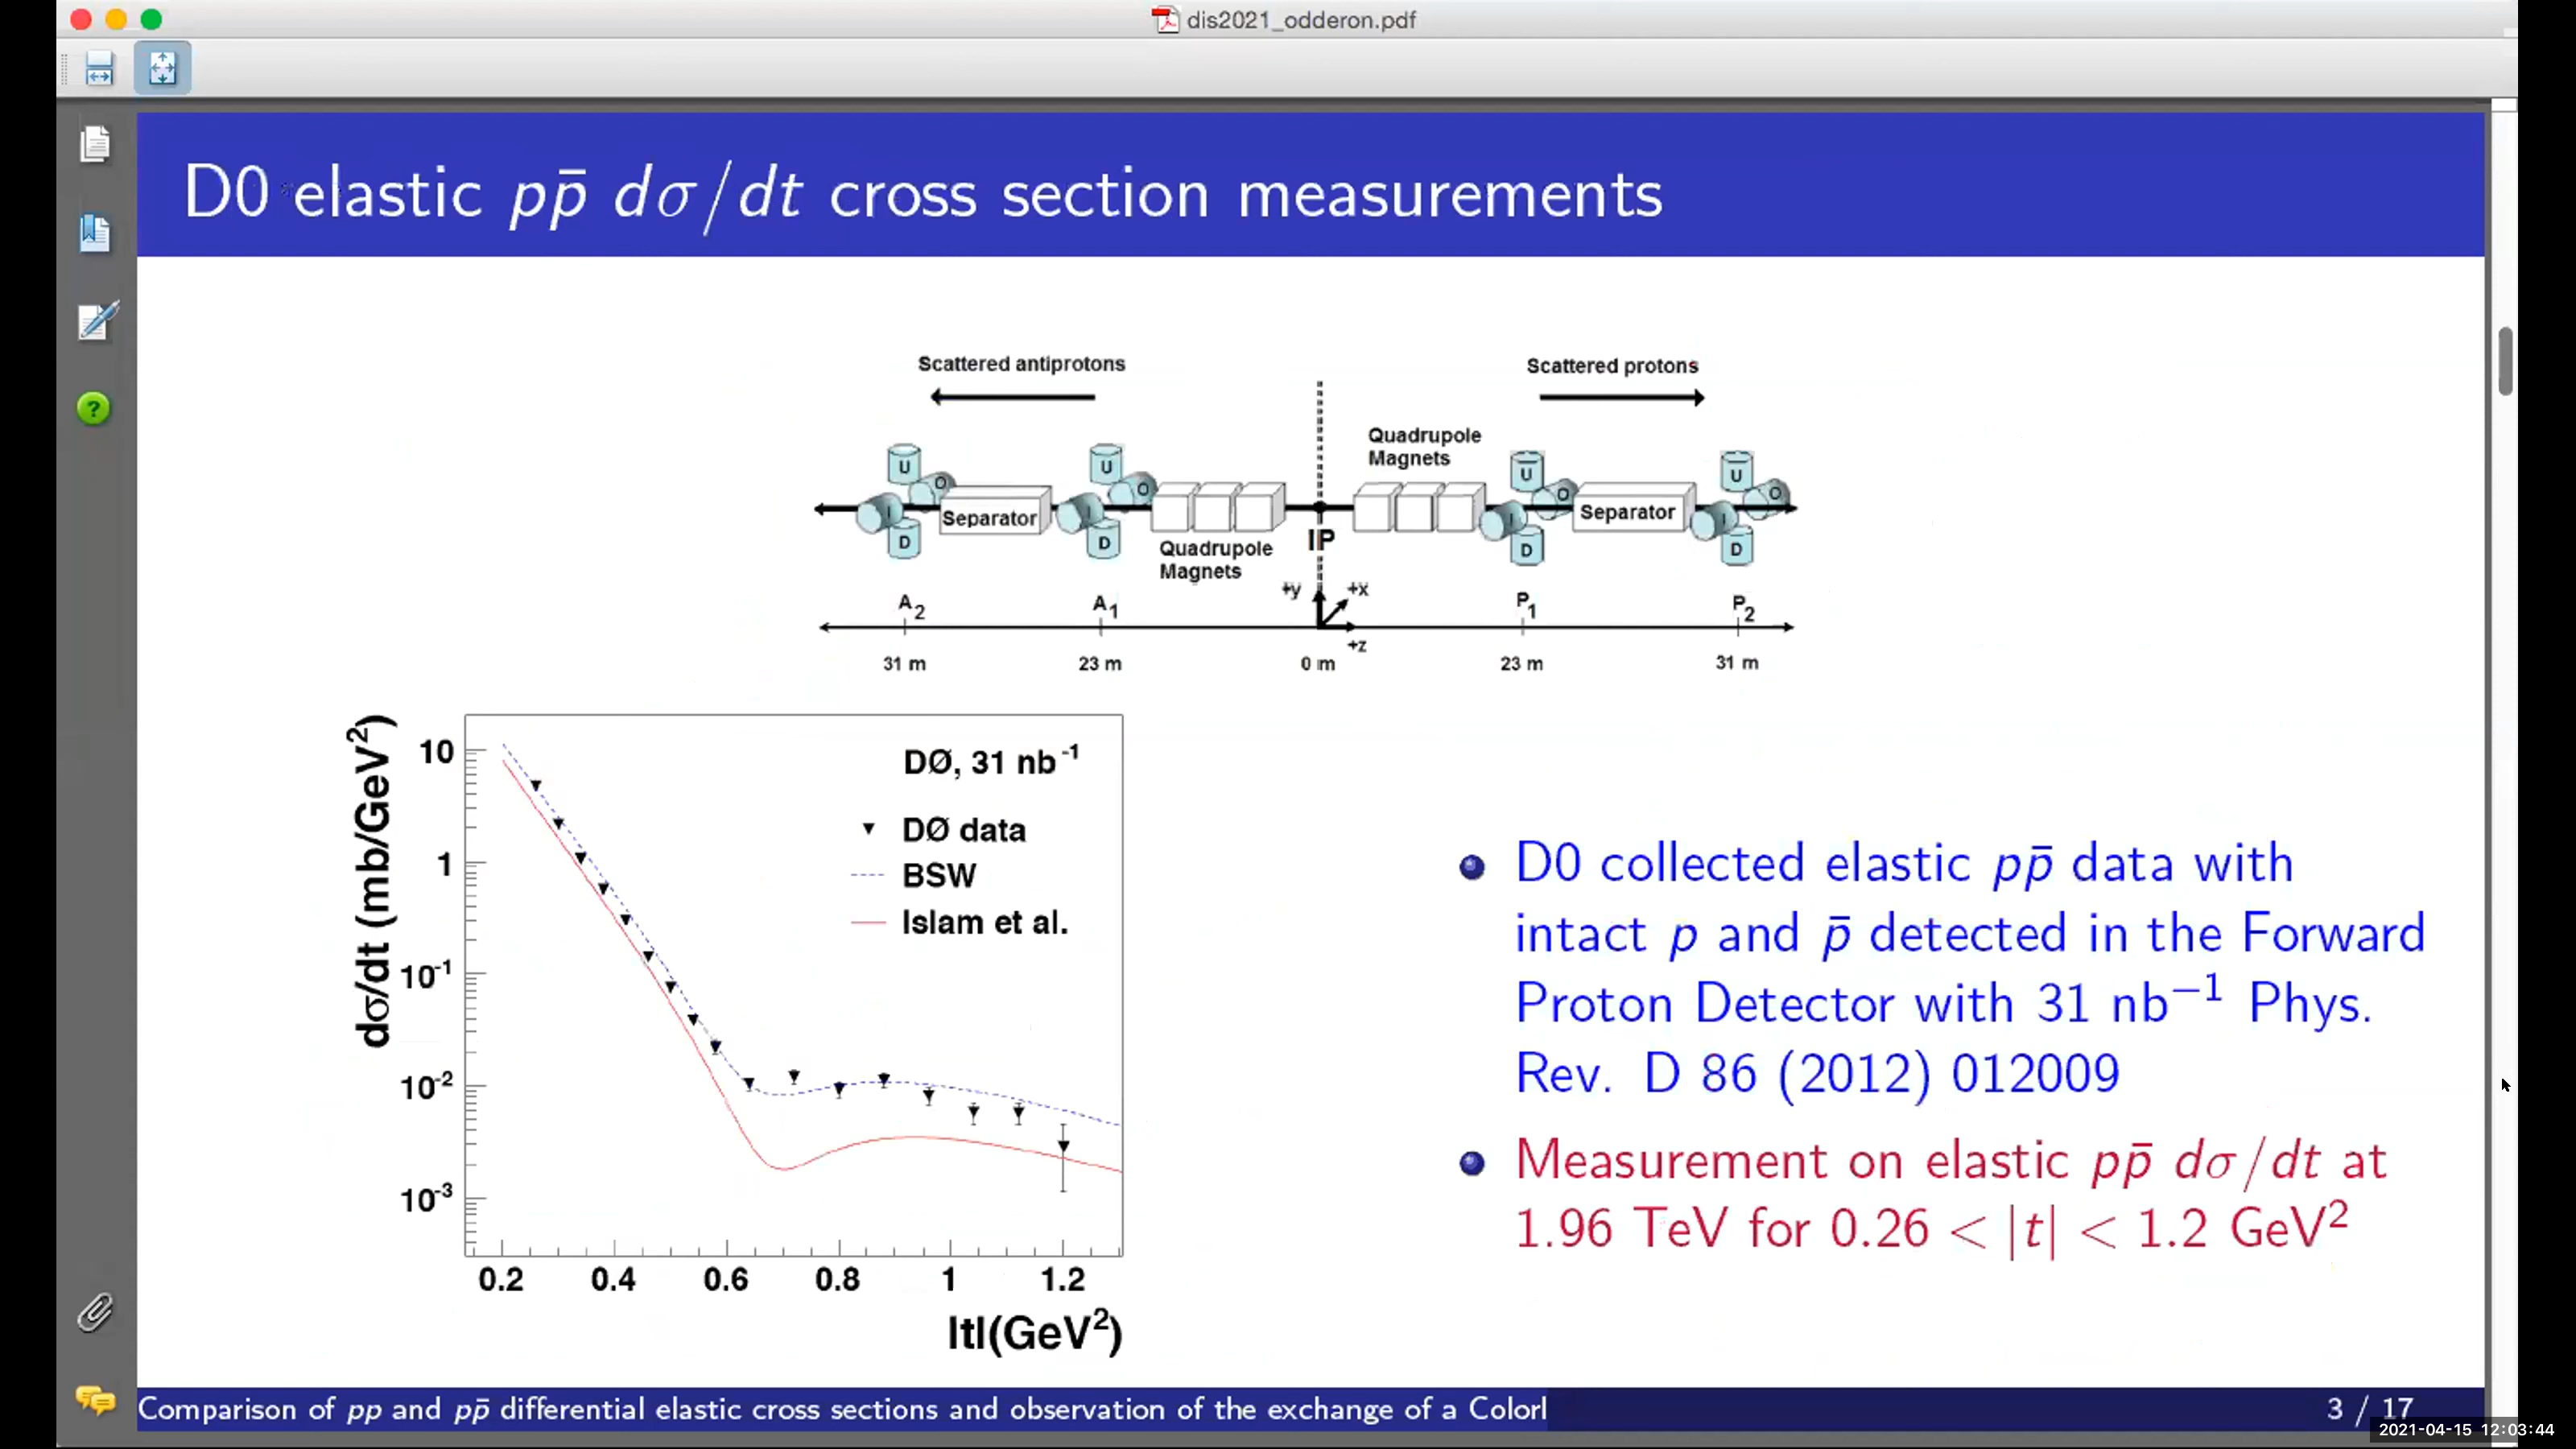 dis2021_odderon.pdf
D0 elastic pp̄ dσ/dt cross section measurements
Scattered antiprotons
Scattered protons
Quadrupole
Magnets
U
O
I
D
Separator
U
O
I
D
Quadrupole
Magnets
IP
U
O
I
D
Separator
U
O
I
D
+y
+x
+z
A2
A1
P1
P2
31 m
23 m
0 m
23 m
31 m
dσ/dt (mb/GeV²)
10
1
10⁻¹
10⁻²
10⁻³
DØ, 31 nb⁻¹
DØ data
BSW
Islam et al.
0.2 0.4 0.6 0.8 1 1.2
|t|(GeV²)
D0 collected elastic pp̄ data with
intact p and p̄ detected in the Forward
Proton Detector with 31 nb⁻¹ Phys.
Rev. D 86 (2012) 012009
Measurement on elastic pp̄ dσ/dt at
1.96 TeV for 0.26 < |t| < 1.2 GeV²
Comparison of pp and pp̄ differential elastic cross sections and observation of the exchange of a Colorl
3 / 17
2021-04-15 12:03:44